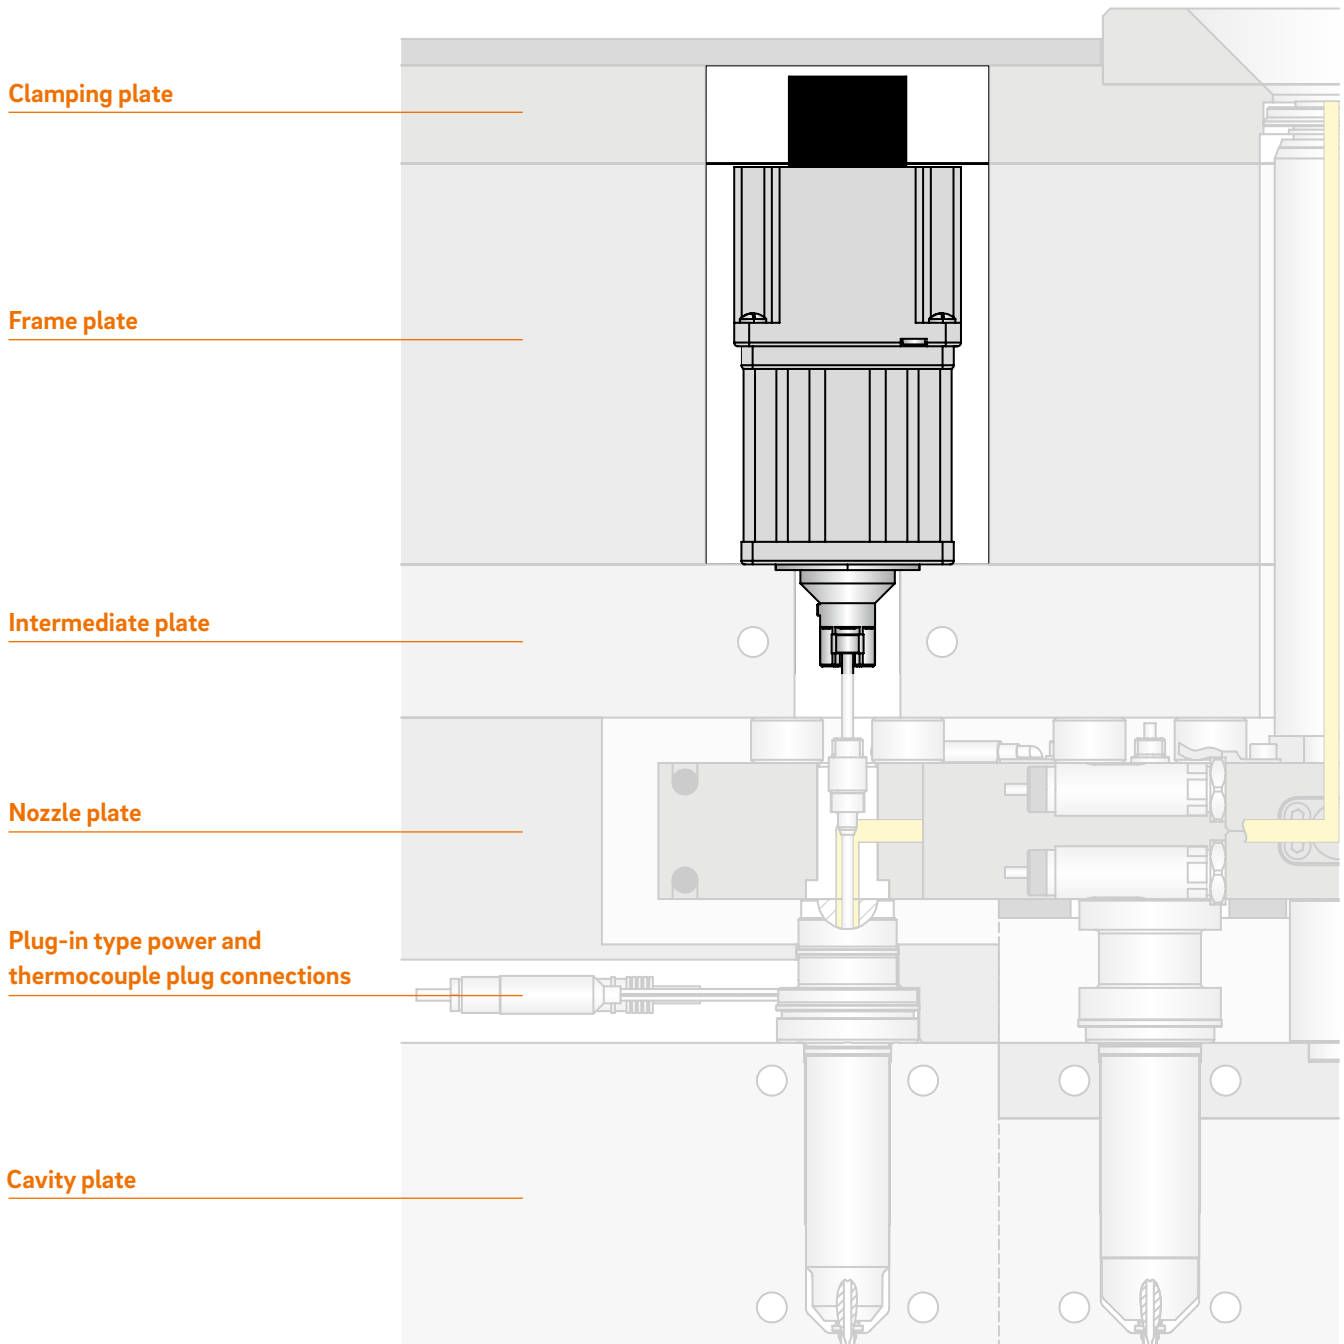 Clamping plate
Frame plate
Intermediate plate
Nozzle plate
Plug-in type power and
thermocouple plug connections
Cavity plate